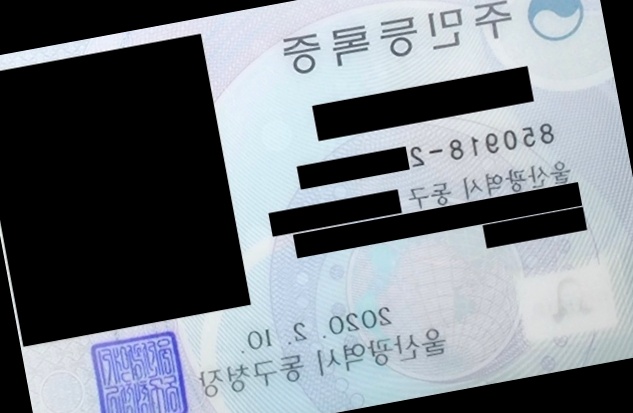 주민등록증
850918-2
울산광역시 동구
2020. 2. 10.
울산광역시 동구청장